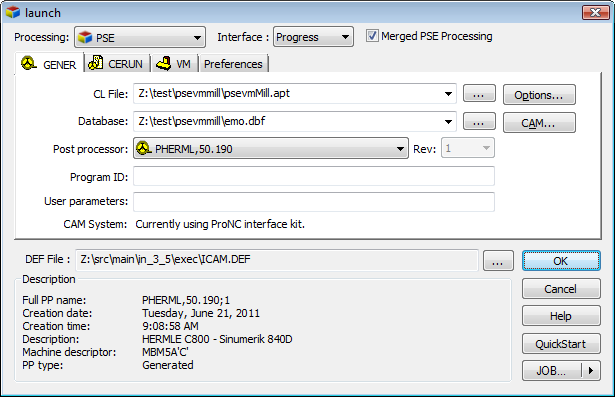 launch
Processing: PSE Interface : Progress Merged PSE Processing
GENER CERUN VM Preferences
CL File: Z:\test\psevmmill\psevmMill.apt ... Options...
Database: Z:\test\psevmmill\emo.dbf ... CAM...
Post processor: PHERML,50.190 Rev: 1
Program ID:
User parameters:
CAM System: Currently using ProNC interface kit.
DEF File : Z:\src\main\in_3_5\exec\ICAM.DEF ... OK
Description
Cancel
Full PP name: PHERML,50.190;1
Creation date: Tuesday, June 21, 2011
Help
Creation time: 9:08:58 AM
Description: HERMLE C800 - Sinumerik 840D
QuickStart
Machine descriptor: MBM5A'C'
PP type: Generated
JOB...